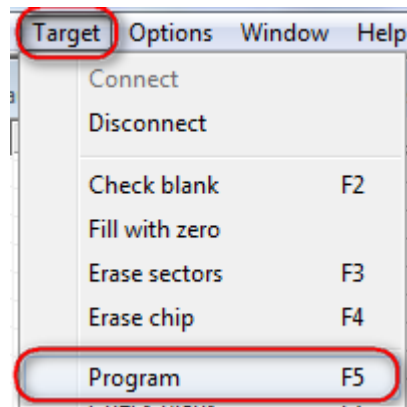 Target Options Window Help
Connect
Disconnect
Check blank F2
Fill with zero
Erase sectors F3
Erase chip F4
Program F5